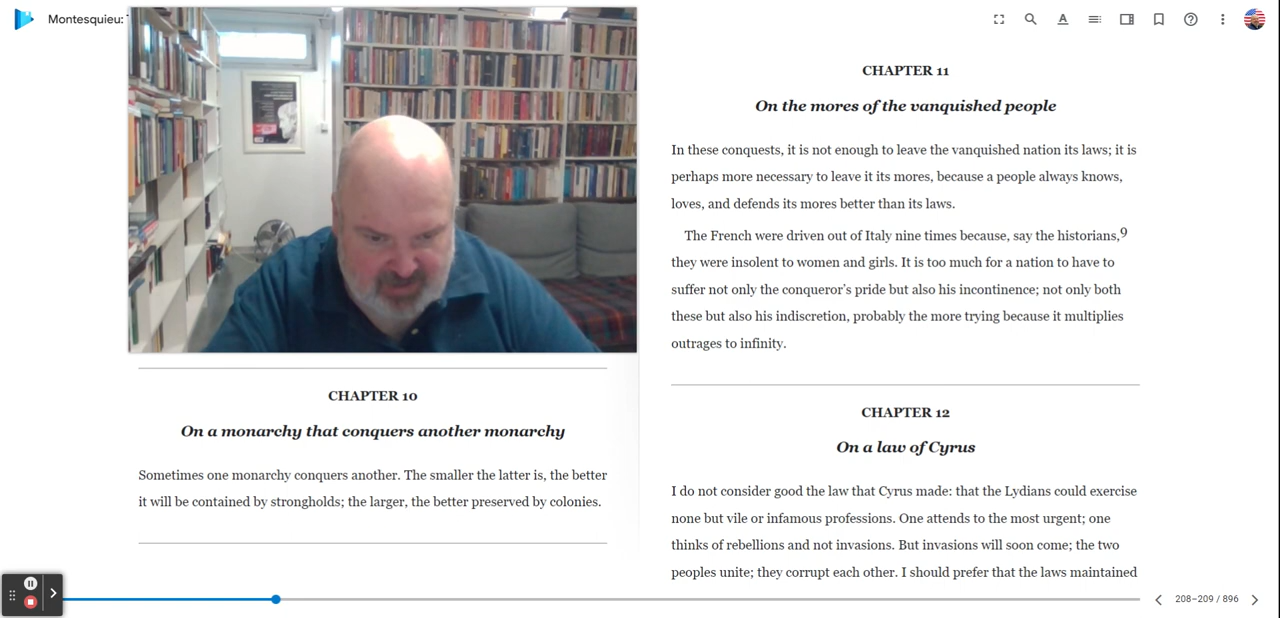 Montesquieu:
CHAPTER 10
On a monarchy that conquers another monarchy
Sometimes one monarchy conquers another. The smaller the latter is, the better
it will be contained by strongholds; the larger, the better preserved by colonies.
CHAPTER 11
On the mores of the vanquished people
In these conquests, it is not enough to leave the vanquished nation its laws; it is
perhaps more necessary to leave it its mores, because a people always knows,
loves, and defends its mores better than its laws.
The French were driven out of Italy nine times because, say the historians,9
they were insolent to women and girls. It is too much for a nation to have to
suffer not only the conqueror’s pride but also his incontinence; not only both
these but also his indiscretion, probably the more trying because it multiplies
outrages to infinity.
CHAPTER 12
On a law of Cyrus
I do not consider good the law that Cyrus made: that the Lydians could exercise
none but vile or infamous professions. One attends to the most urgent; one
thinks of rebellions and not invasions. But invasions will soon come; the two
peoples unite; they corrupt each other. I should prefer that the laws maintained
208–209 / 896